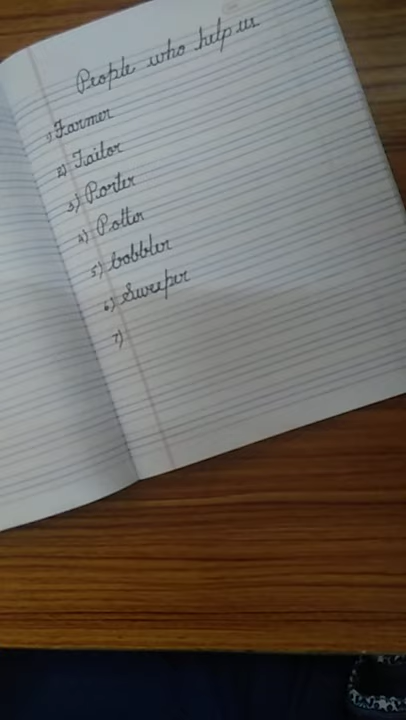 People who help us
1) Farmer
2) Tailor
3) Porter
4) Potter
5) Cobbler
6) Sweeper
7)